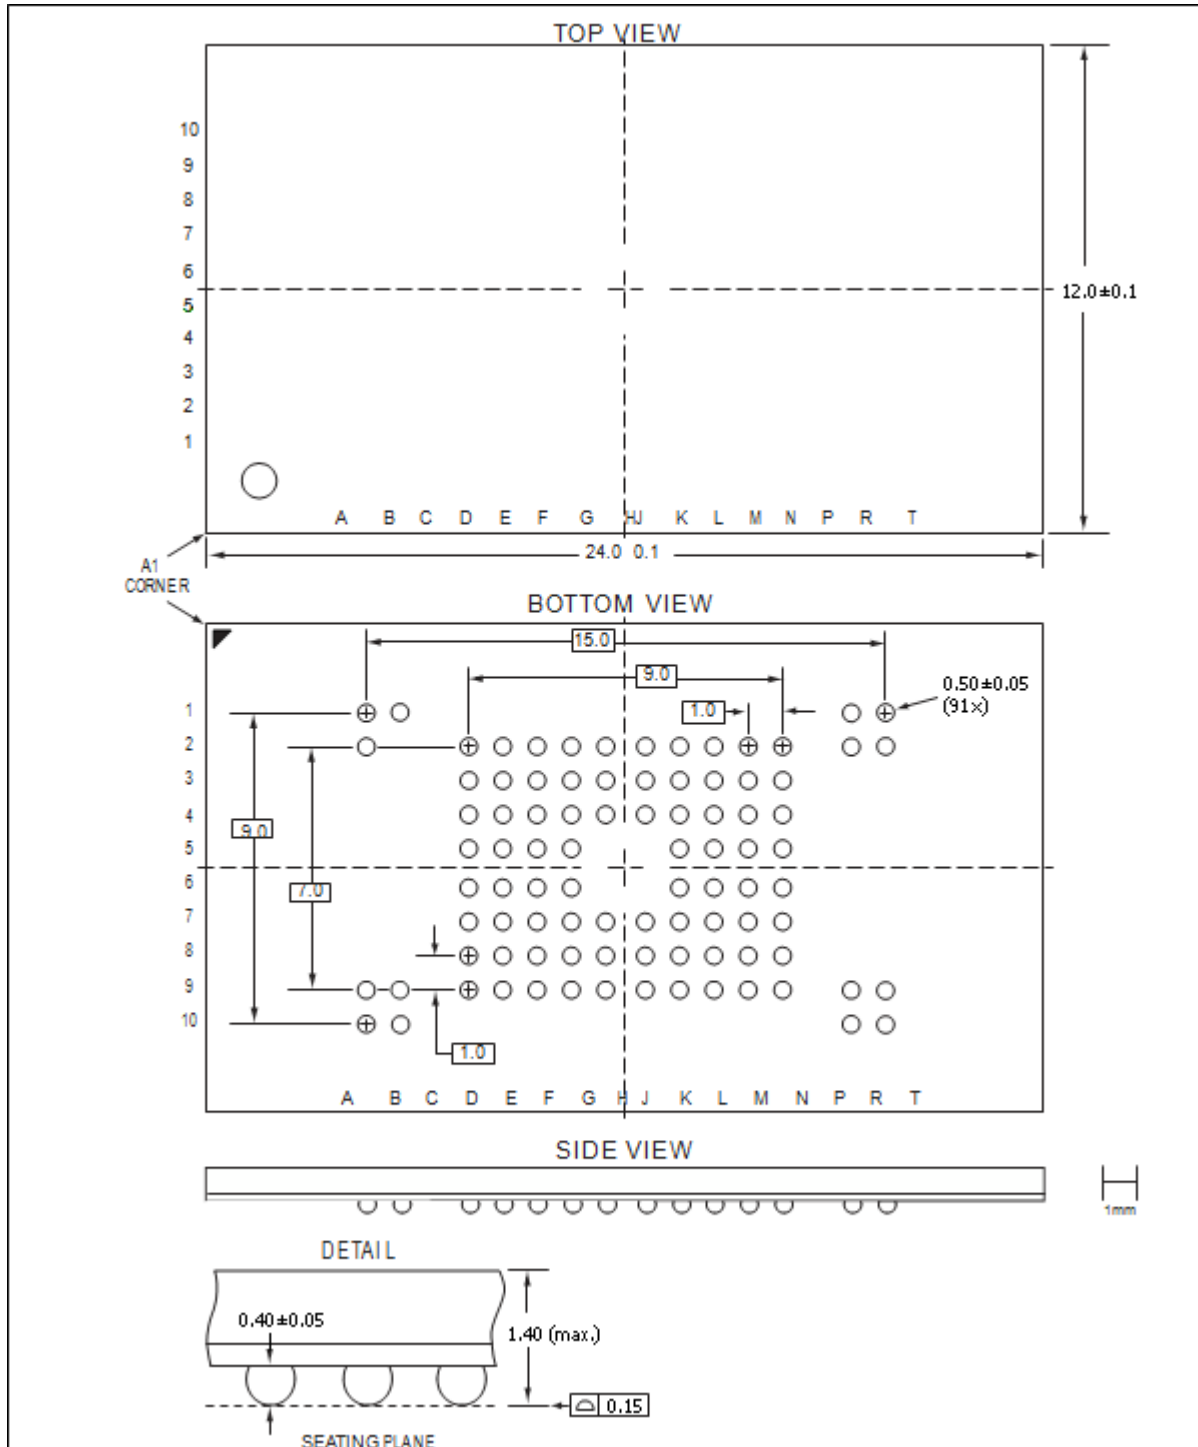 TOP VIEW
10
9
8
7
6
5
4
3
2
1
12.0±0.1
A B C D E F G HJ K L M N P R T
24.0 0.1
A1
CORNER
BOTTOM VIEW
15.0
9.0
0.50±0.05
(91×)
1.0
1
2
3
4
9.0
5
6
7.0
7
8
9
10
1.0
A B C D E F G H J K L M N P R T
SIDE VIEW
1mm
DETAIL
0.40±0.05
1.40 (max.)
0.15
SEATING PLANE